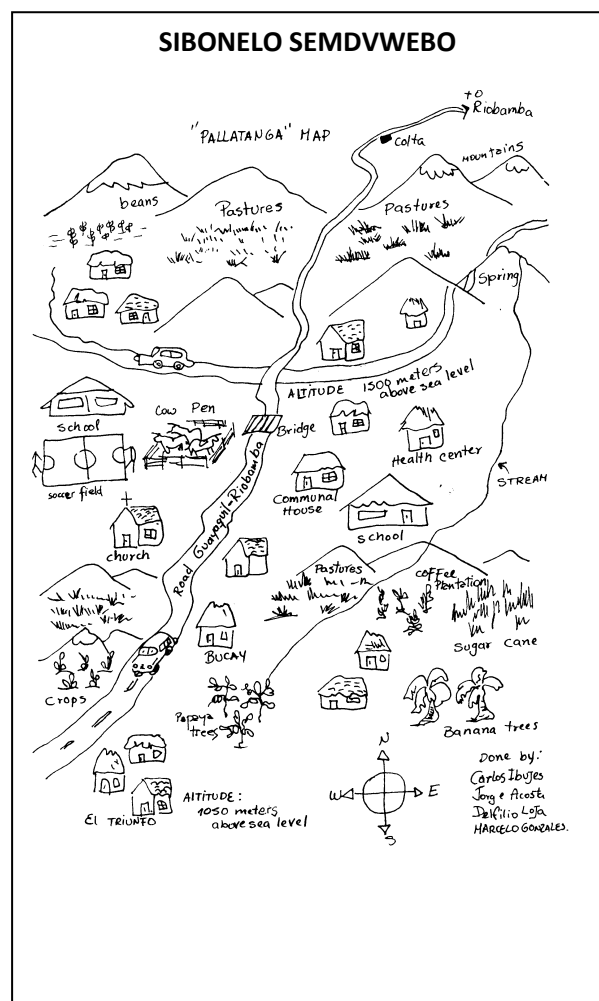 SIBONELO SEMDVWEBO
"PALLATANGA" MAP
to
Riobamba
Colta
MOUNTAINS
beans
Pastures
Pastures
Spring
ALTITUDE 1500 meters
above sea level
school
Cow Pen
Bridge
Health center
soccer field
Communal
House
STREAM
school
church
Road Guayaquil-Riobamba
Pastures
COFFEE
Plantation
Sugar cane
BUCAY
Crops
Papaya
trees
Banana trees
N
W
E
S
Done by:
Carlos Ibujes
Jorge Acosta
Delfilio Loja
MARCELO GONZALES.
EL TRIUNFO
ALTITUDE:
1050 meters
above sea level